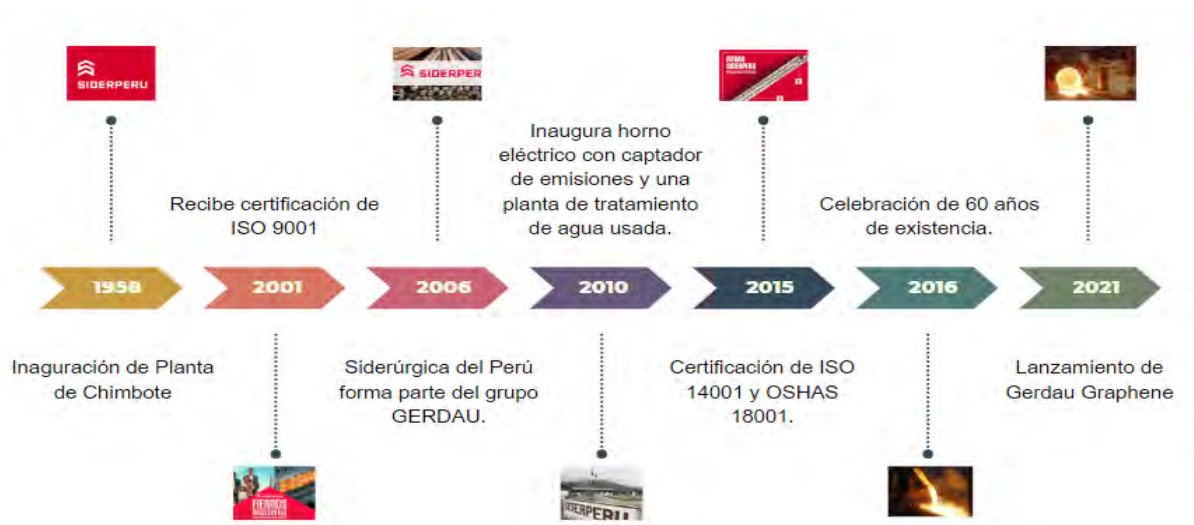 SIDERPERU
SIDERPER
Inaugura horno
eléctrico con captador
de emisiones y una
planta de tratamiento
de agua usada.
Recibe certificación de
ISO 9001
Celebración de 60 años
de existencia.
1958
2001
2006
2010
2015
2016
2021
Inaguración de Planta
de Chimbote
Siderúrgica del Perú
forma parte del grupo
GERDAU.
Certificación de ISO
14001 y OSHAS
18001.
Lanzamiento de
Gerdau Graphene
FIERROS
SIDERPERU